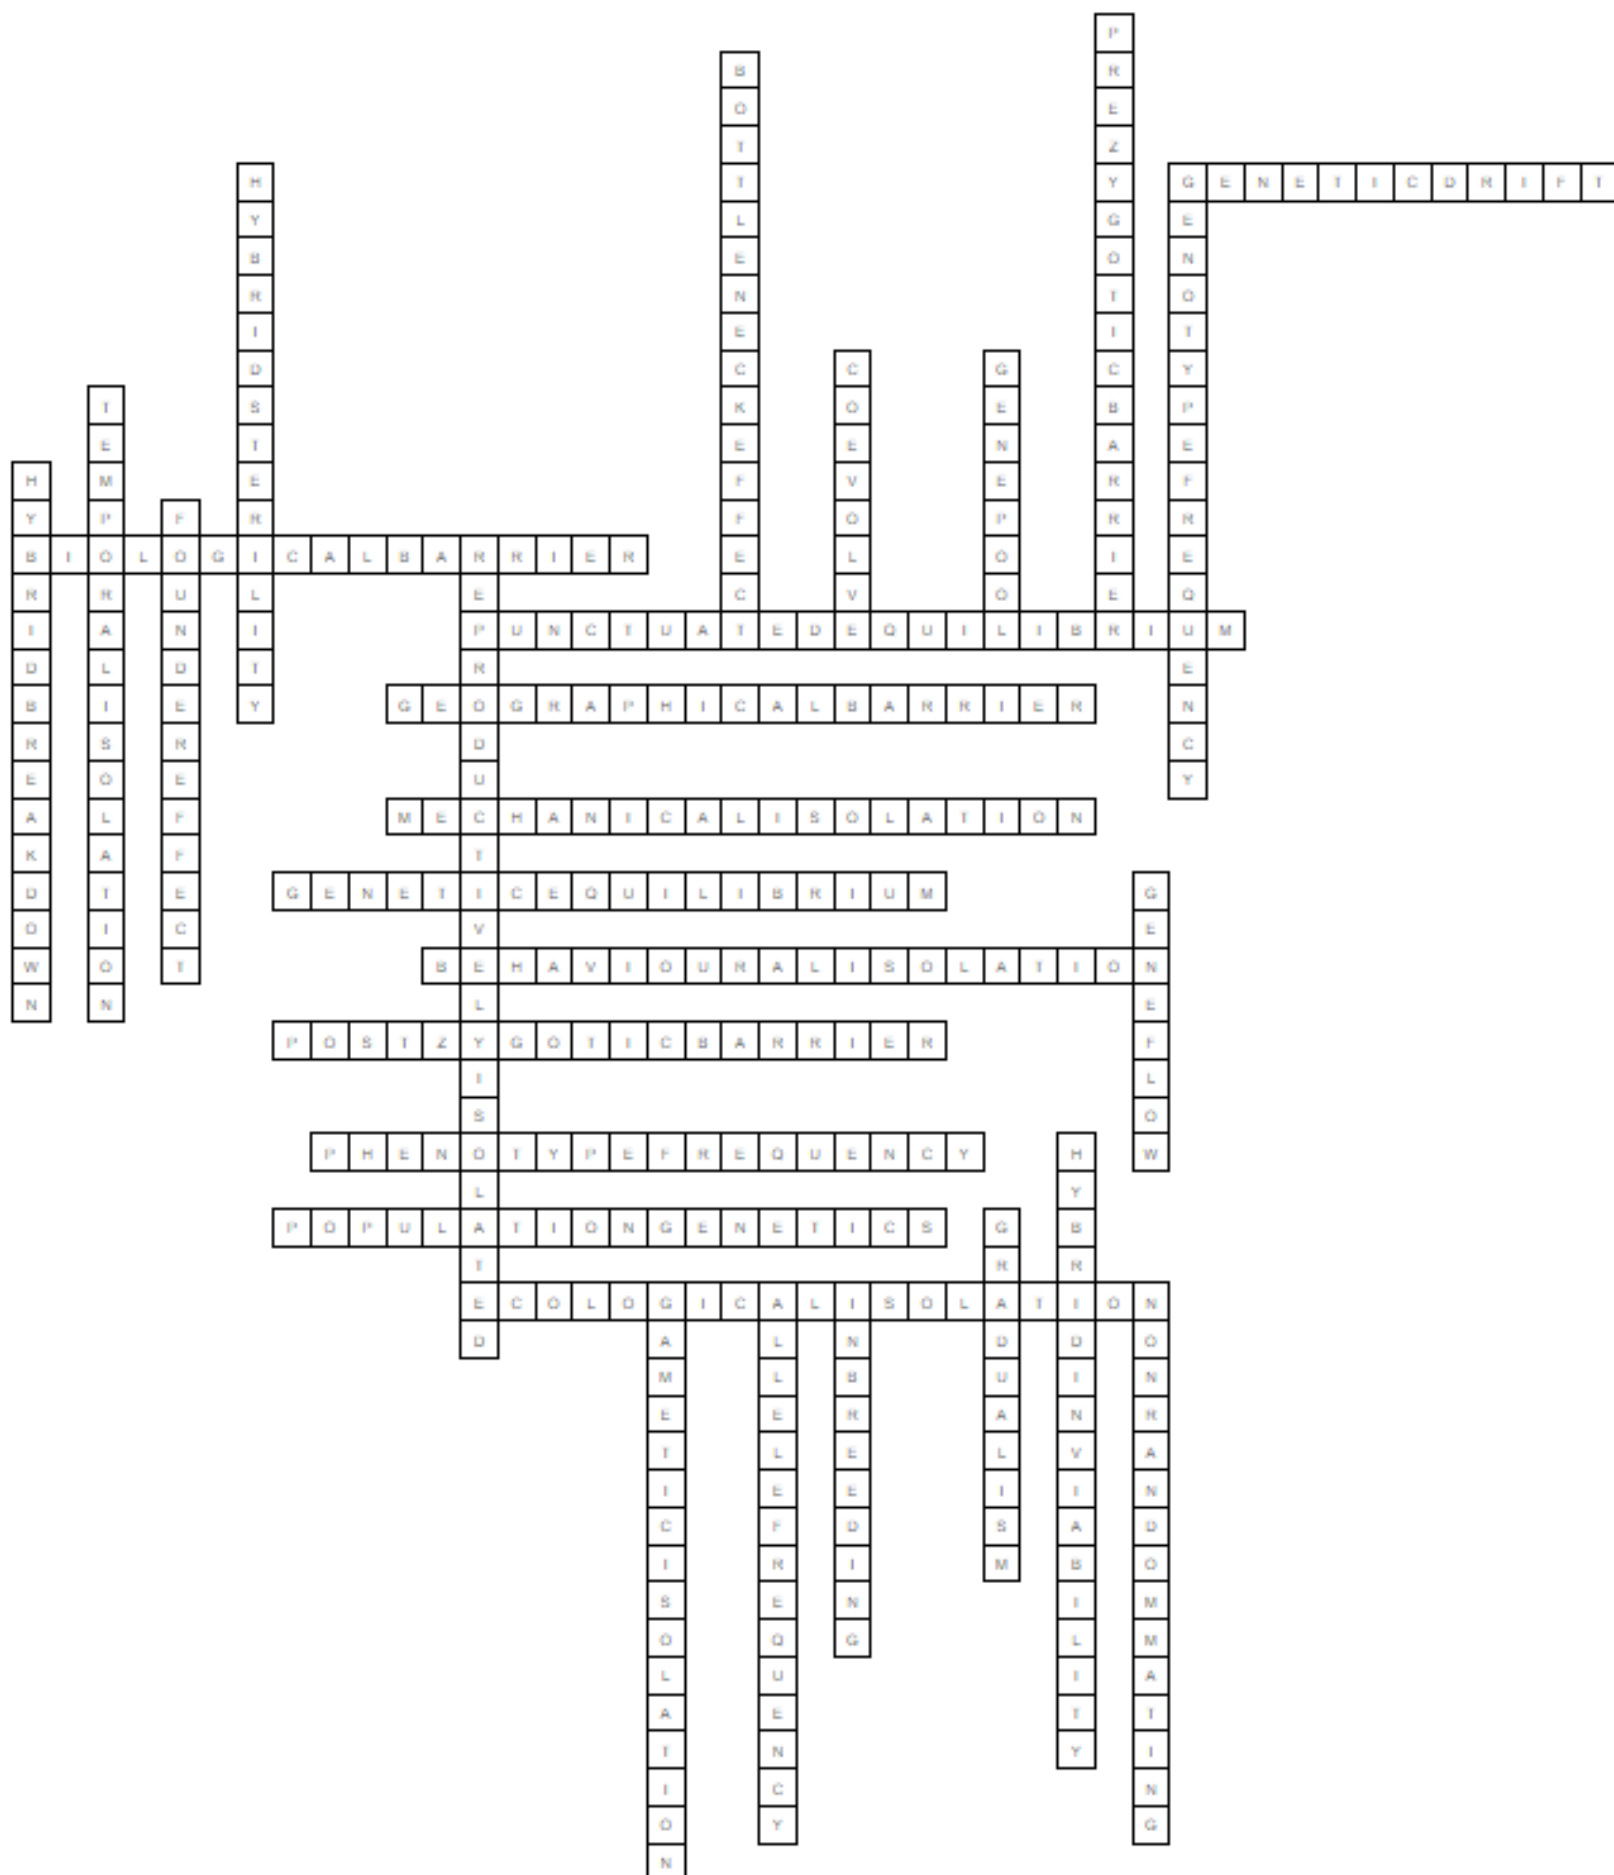 PREZYGOTICBARRIER
BOTTLENECKEFFECT
HYBRIDSTERILITY
GENETICDRIFT
GENOTYPEFREQUENCY
COEVOLVE
GENEPOOL
TEMPORALISOLATION
HYBRIDBREAKDOWN
FOUNDEREFFECT
BIOLOGICALBARRIER
REPRODUCTIVELYISOLATED
PUNCTUATEDEQUILIBRIUM
GEOGRAPHICALBARRIER
MECHANICALISOLATION
GENETICEQUILIBRIUM
GENEFLOW
BEHAVIOURALISOLATION
POSTZYGOTICBARRIER
PHENOTYPEFREQUENCY
HYBRIDINVIABILITY
POPULATIONGENETICS
GRADUALISM
ECOLOGICALISOLATION
GAMETICISOLATION
ALLELEFREQUENCY
INBREEDING
NONRANDOMMATING